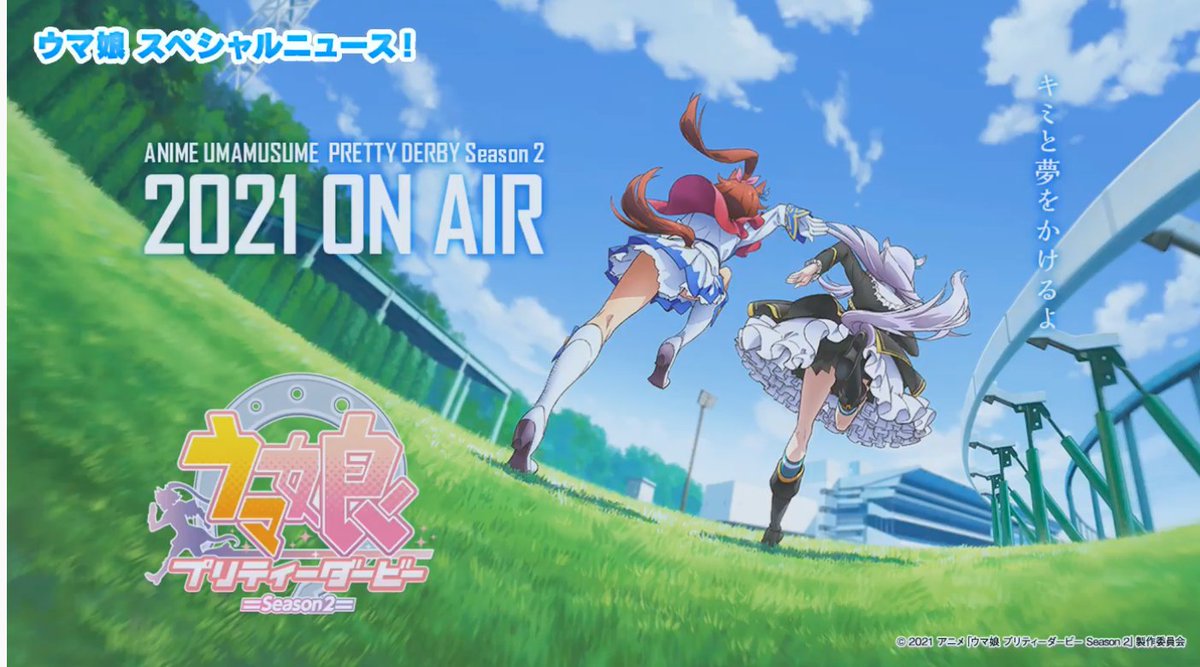 ウマ娘 スペシャルニュース!
ANIME UMAMUSUME PRETTY DERBY Season 2
2021 ON AIR
キミと夢をかけるよ
ウマ娘
プリティーダービー
Season2
© 2021 アニメ「ウマ娘 プリティーダービー Season 2」製作委員会